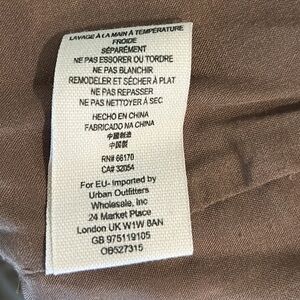 LAVAGE À LA MAIN À TEMPÉRATURE
FROIDE
SÉPARÉMENT
NE PAS ESSORER OU TORDRE
NE PAS BLANCHIR
REMODELER ET SÉCHER À PLAT
NE PAS REPASSER
NE PAS NETTOYER À SEC
HECHO EN CHINA
FABRICADO NA CHINA
中國制造
中国製
RN# 66170
CA# 32054
For EU- Imported by
Urban Outfitters
Wholesale, Inc
24 Market Place
London UK W1W 8AN
GB 975119105
OB527315